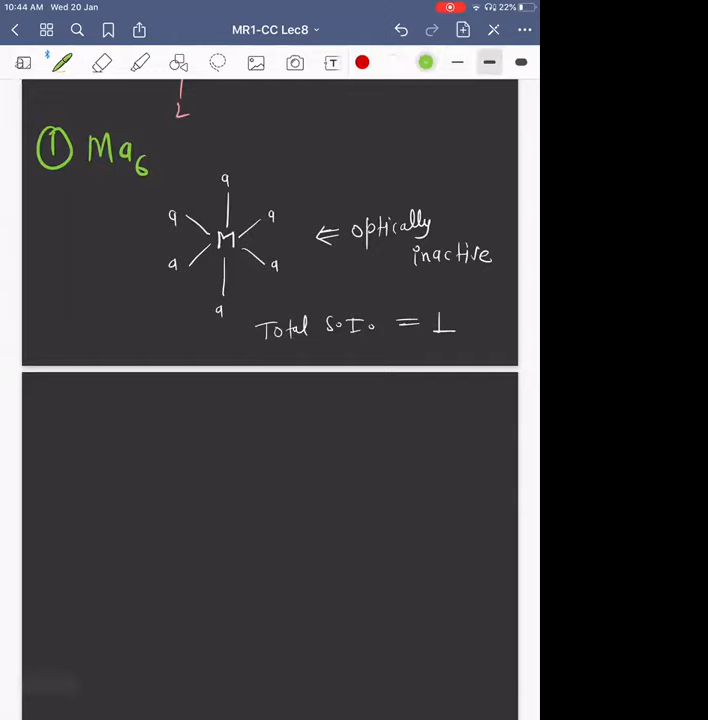 10:44 AM Wed 20 Jan
22%
MR1-CC Lec8
T
L
① Ma6
a
a a
M
a a
a
⇐ optically
inactive
Total S.I. = 1